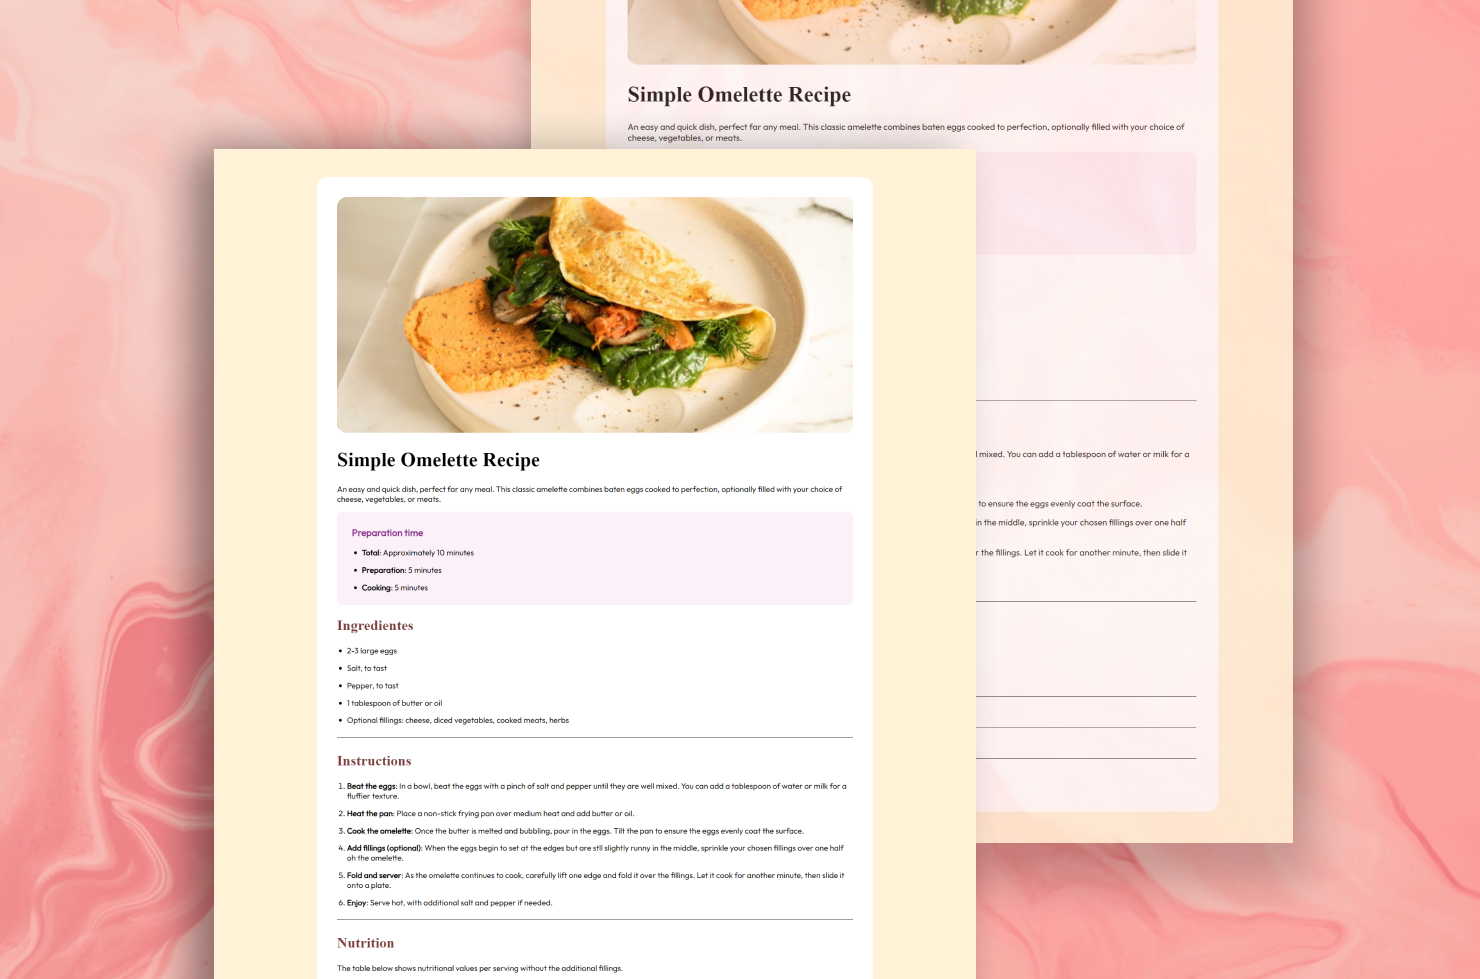 Simple Omelette Recipe
An easy and quick dish, perfect far any meal. This classic amelette combines baten eggs cooked to perfection, optionally filled with your choice of
cheese, vegetables, or meats.
l mixed. You can add a tablespoon of water or milk for a
to ensure the eggs evenly coat the surface.
in the middle, sprinkle your chosen fillings over one half
r the fillings. Let it cook for another minute, then slide it
Simple Omelette Recipe
An easy and quick dish, perfect far any meal. This classic amelette combines baten eggs cooked to perfection, optionally filled with your choice of
cheese, vegetables, or meats.
Preparation time
• Total: Approximately 10 minutes
• Preparation: 5 minutes
• Cooking: 5 minutes
Ingredientes
• 2-3 large eggs
• Salt, to tast
• Pepper, to tast
• 1 tablespoon of butter or oil
• Optional fillings: cheese, diced vegetables, cooked meats, herbs
Instructions
1. Beat the eggs: In a bowl, beat the eggs with a pinch of salt and pepper until they are well mixed. You can add a tablespoon of water or milk for a
fluffier texture.
2. Heat the pan: Place a non-stick frying pan over medium heat and add butter or oil.
3. Cook the omelette: Once the butter is melted and bubbling, pour in the eggs. Tilt the pan to ensure the eggs evenly coat the surface.
4. Add fillings (optional): When the eggs begin to set at the edges but are stll slightly runny in the middle, sprinkle your chosen fillings over one half
oh the omelette.
5. Fold and server: As the omelette continues to cook, carefully lift one edge and fold it over the fillings. Let it cook for another minute, then slide it
onto a plate.
6. Enjoy: Serve hot, with additional salt and pepper if needed.
Nutrition
The table below shows nutritional values per serving without the additional fillings.